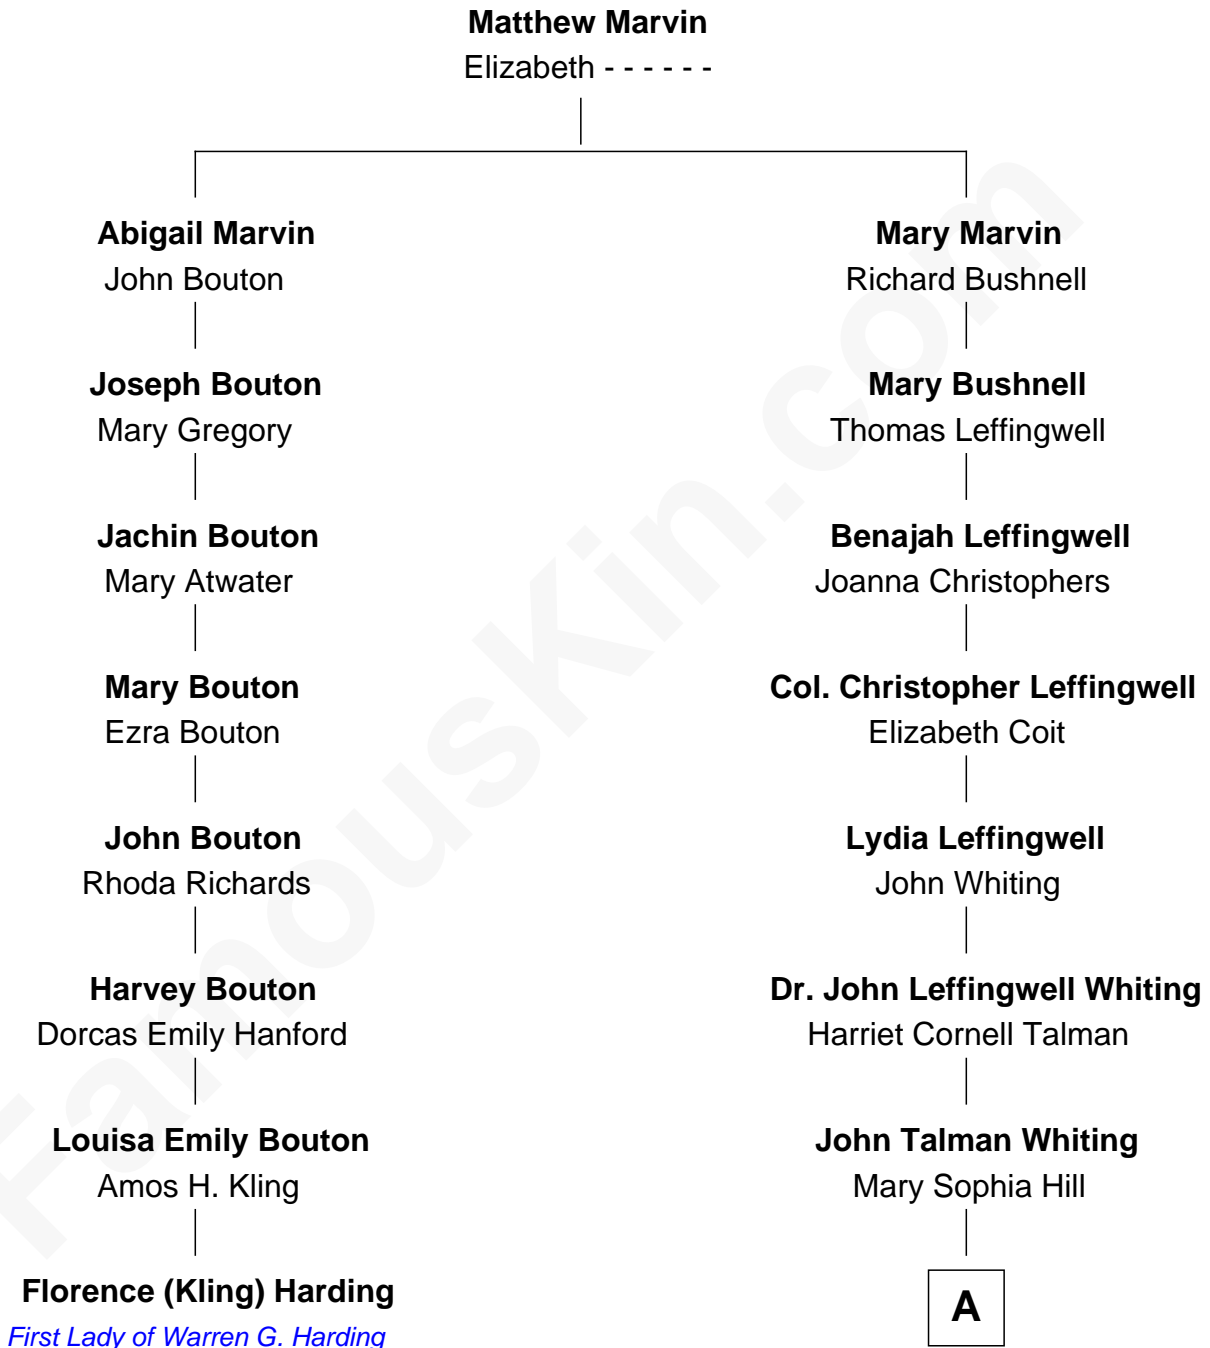 Matthew Marvin
Elizabeth - - - - - -
Abigail Marvin
John Bouton
Mary Marvin
Richard Bushnell
Joseph Bouton
Mary Gregory
Mary Bushnell
Thomas Leffingwell
Jachin Bouton
Mary Atwater
Benajah Leffingwell
Joanna Christophers
Mary Bouton
Ezra Bouton
Col. Christopher Leffingwell
Elizabeth Coit
John Bouton
Rhoda Richards
Lydia Leffingwell
John Whiting
Harvey Bouton
Dorcas Emily Hanford
Dr. John Leffingwell Whiting
Harriet Cornell Talman
Louisa Emily Bouton
Amos H. Kling
John Talman Whiting
Mary Sophia Hill
Florence (Kling) Harding
First Lady of Warren G. Harding
A
FamousKin.com